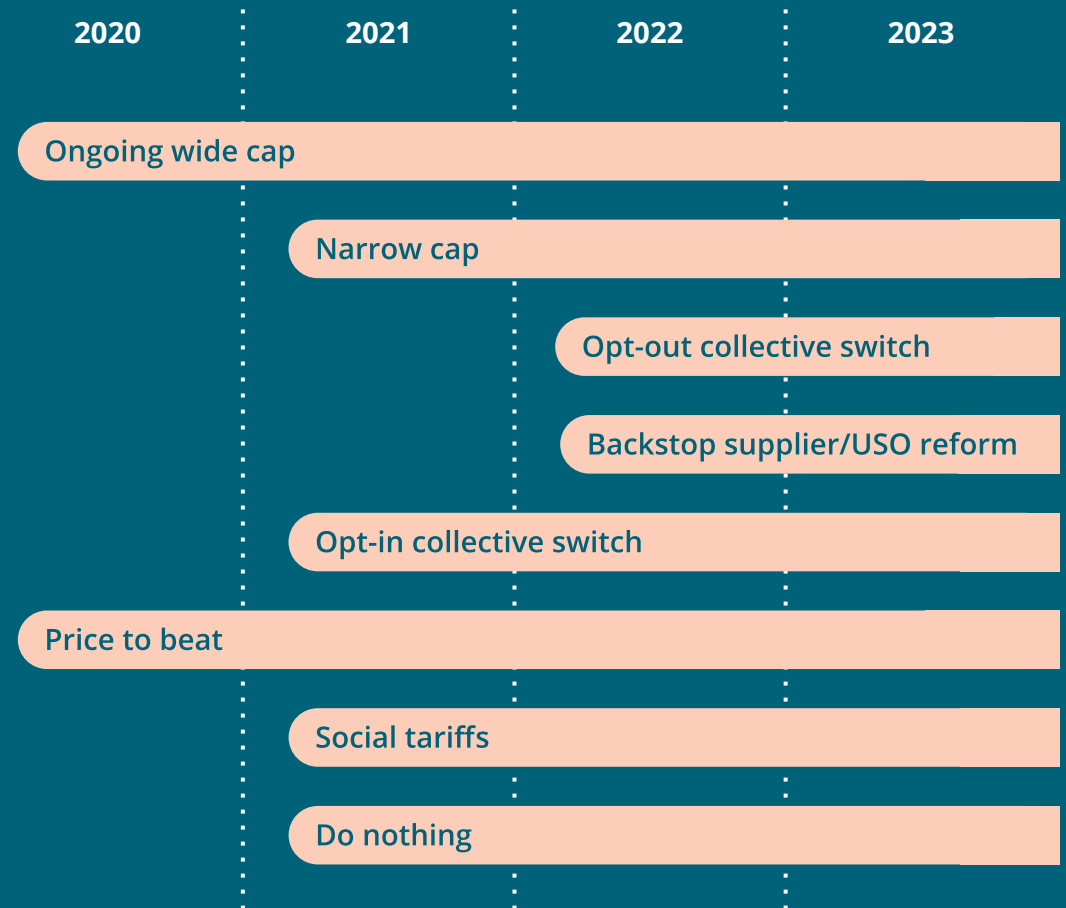 2020 2021 2022 2023
Ongoing wide cap
Narrow cap
Opt-out collective switch
Backstop supplier/USO reform
Opt-in collective switch
Price to beat
Social tariffs
Do nothing